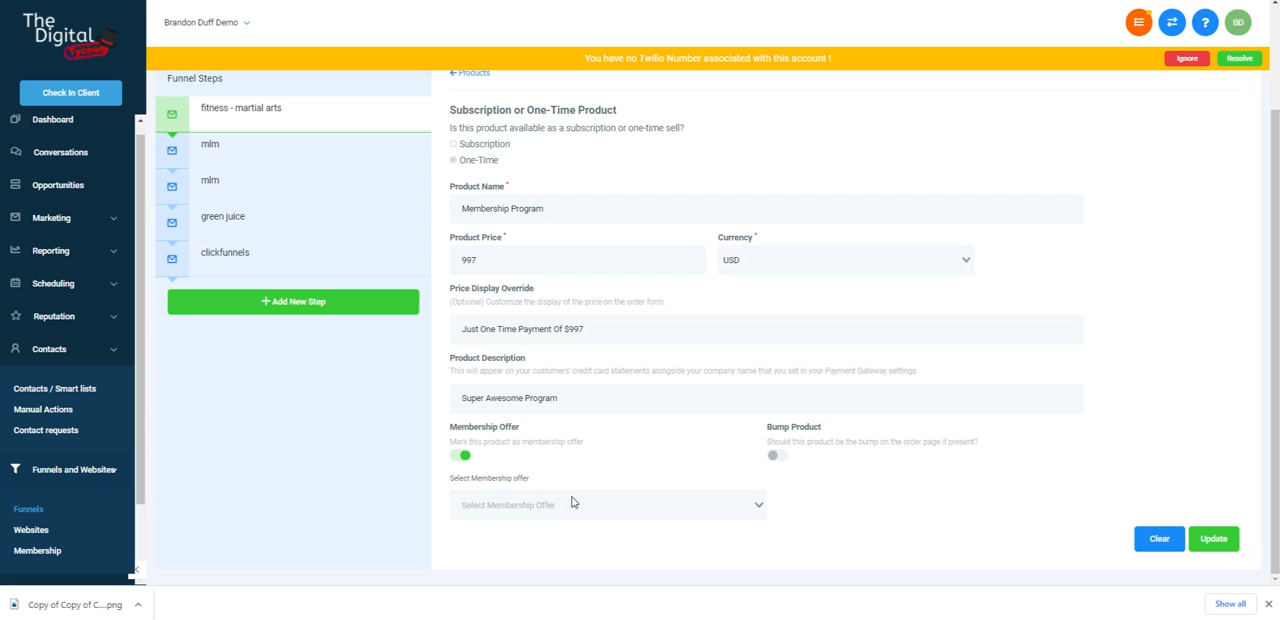 The
Digital
Tycoon
Brandon Duff Demo
?
BD
You have no Twilio Number associated with this account !
Ignore
Resolve
Check In Client
Dashboard
Conversations
Opportunities
Marketing
Reporting
Scheduling
Reputation
Contacts
Contacts / Smart lists
Manual Actions
Contact requests
Funnels and Websites
Funnels
Websites
Membership
Funnel Steps
fitness - martial arts
mlm
mlm
green juice
clickfunnels
+ Add New Step
Products
Subscription or One-Time Product
Is this product available as a subscription or one-time sell?
Subscription
One-Time
Product Name *
Membership Program
Product Price *
Currency *
997
USD
Price Display Override
(Optional) Customize the display of the price on the order form.
Just One Time Payment Of $997
Product Description
This will appear on your customers' credit card statements alongside your company name that you set in your Payment Gateway settings
Super Awesome Program
Membership Offer
Bump Product
Mark this product as membership offer
Should this product be the bump on the order page if present?
Select Membership offer
Select Membership Offer
Clear
Update
Copy of Copy of C....png
Show all